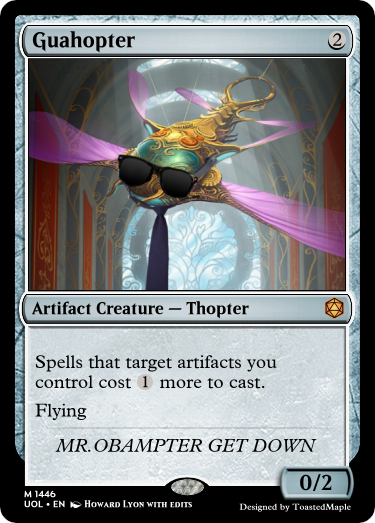 Guahopter 2
Artifact Creature — Thopter
Spells that target artifacts you
control cost 1 more to cast.
Flying
MR.OBAMPTER GET DOWN
0/2
M 1446
UOL • EN Howard Lyon with edits
Designed by ToastedMaple